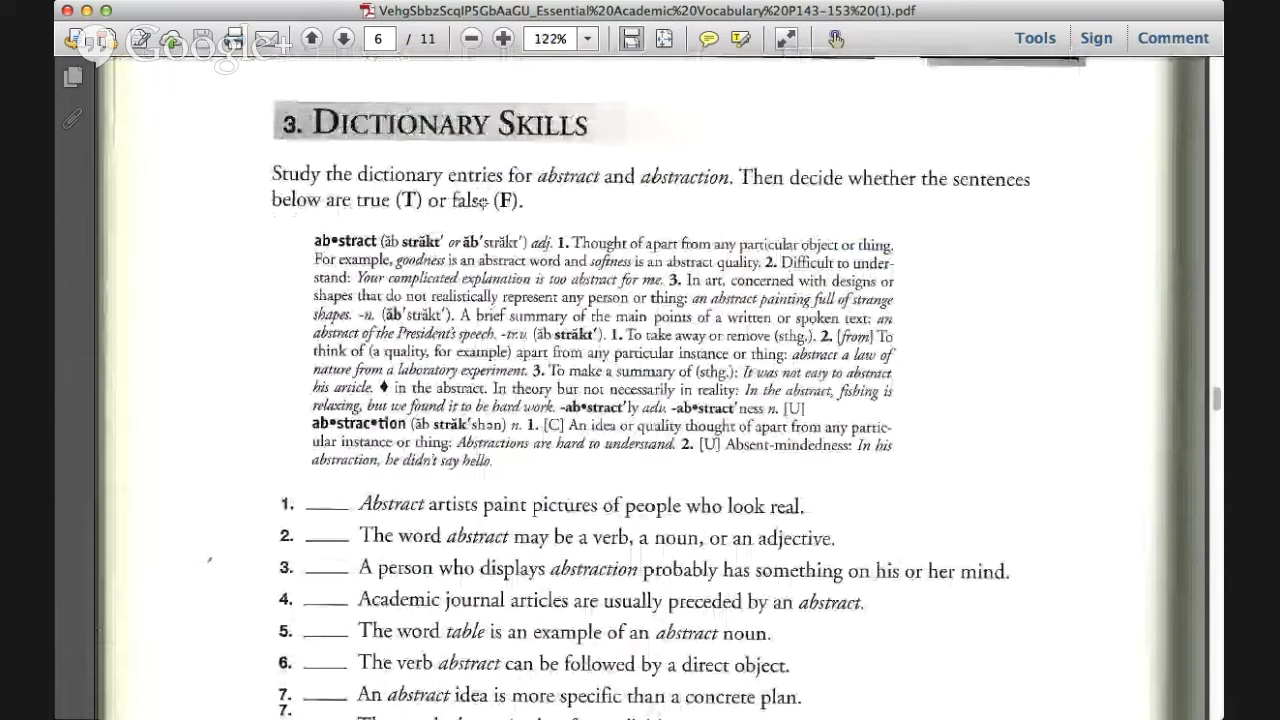 VehgSbbzScqIP5GbAaGU_Essential%20Academic%20Vocabulary%20P143-153%20(1).pdf
Google+
6 / 11 122% Tools Sign Comment
3. DICTIONARY SKILLS
Study the dictionary entries for abstract and abstraction. Then decide whether the sentences
below are true (T) or false (F).
ab•stract (ăb străkt′ or ăb′străkt′) adj. 1. Thought of apart from any particular object or thing.
For example, goodness is an abstract word and softness is an abstract quality. 2. Difficult to under-
stand: Your complicated explanation is too abstract for me. 3. In art, concerned with designs or
shapes that do not realistically represent any person or thing: an abstract painting full of strange
shapes. -n. (ăb′străkt′). A brief summary of the main points of a written or spoken text: an
abstract of the President's speech. -tr.v. (ăb străkt′). 1. To take away or remove (sthg.). 2. [from] To
think of (a quality, for example) apart from any particular instance or thing: abstract a law of
nature from a laboratory experiment. 3. To make a summary of (sthg.): It was not easy to abstract
his article. ♦ in the abstract. In theory but not necessarily in reality: In the abstract, fishing is
relaxing, but we found it to be hard work. -ab•stract′ly adv. -ab•stract′ness n. [U]
ab•strac•tion (ăb străk′shən) n. 1. [C] An idea or quality thought of apart from any partic-
ular instance or thing: Abstractions are hard to understand. 2. [U] Absent-mindedness: In his
abstraction, he didn't say hello.
1. ____ Abstract artists paint pictures of people who look real.
2. ____ The word abstract may be a verb, a noun, or an adjective.
3. ____ A person who displays abstraction probably has something on his or her mind.
4. ____ Academic journal articles are usually preceded by an abstract.
5. ____ The word table is an example of an abstract noun.
6. ____ The verb abstract can be followed by a direct object.
7. ____ An abstract idea is more specific than a concrete plan.
7.